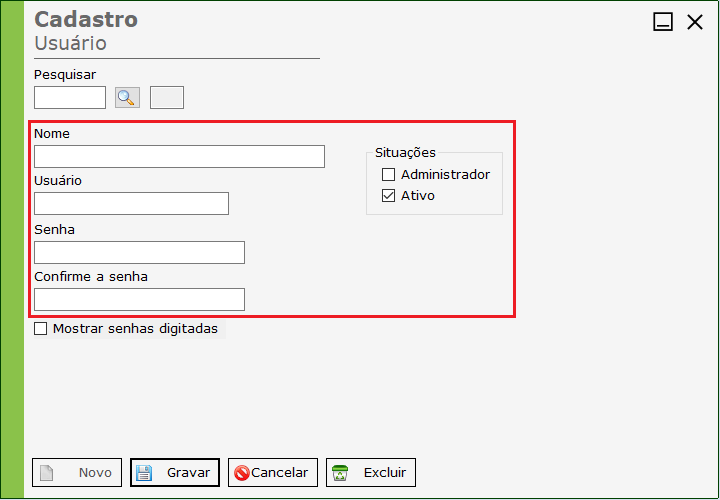 Cadastro
Usuário
Pesquisar
Nome
Situações
Administrador
Usuário
Ativo
Senha
Confirme a senha
Mostrar senhas digitadas
Novo Gravar Cancelar Excluir